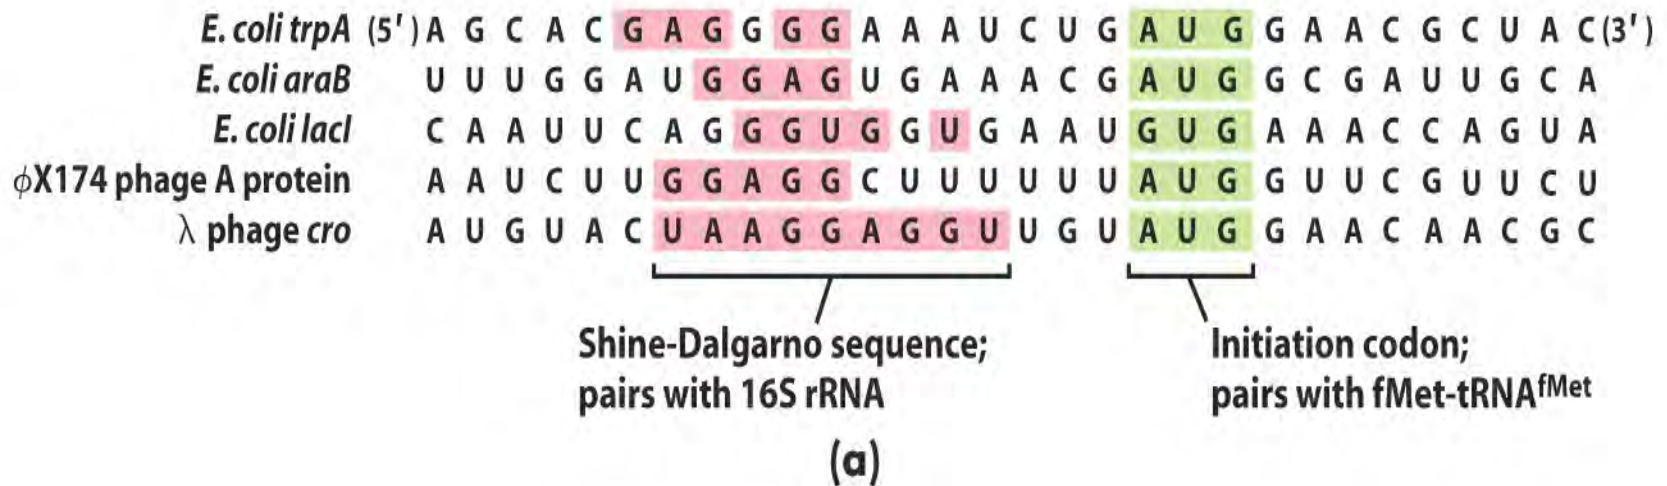 E. coli trpA (5′) A G C A C G A G G G G A A A U C U G A U G G A A C G C U A C (3′)
E. coli araB U U U G G A U G G A G U G A A A C G A U G G C G A U U G C A
E. coli lacI C A A U U C A G G G U G G U G A A U G U G A A A C C A G U A
ϕX174 phage A protein A A U C U U G G A G G C U U U U U U A U G G U U C G U U C U
λ phage cro A U G U A C U A A G G A G G U U G U A U G G A A C A A C G C
Shine-Dalgarno sequence;
pairs with 16S rRNA
Initiation codon;
pairs with fMet-tRNAfMet
(a)